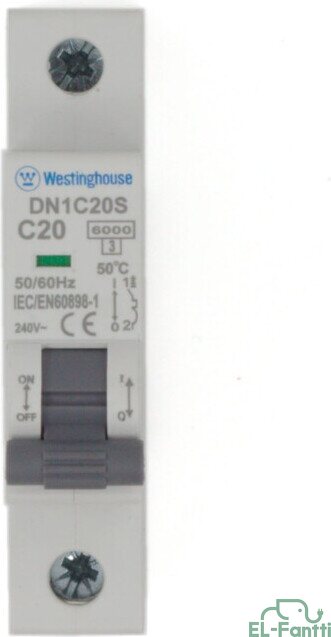 W Westinghouse
DN1C20S
C20 6000
3
50°C
50/60Hz
I 1
IEC/EN60898-1
240V~ CE
0 2
ON I
OFF O
EL-Fantti